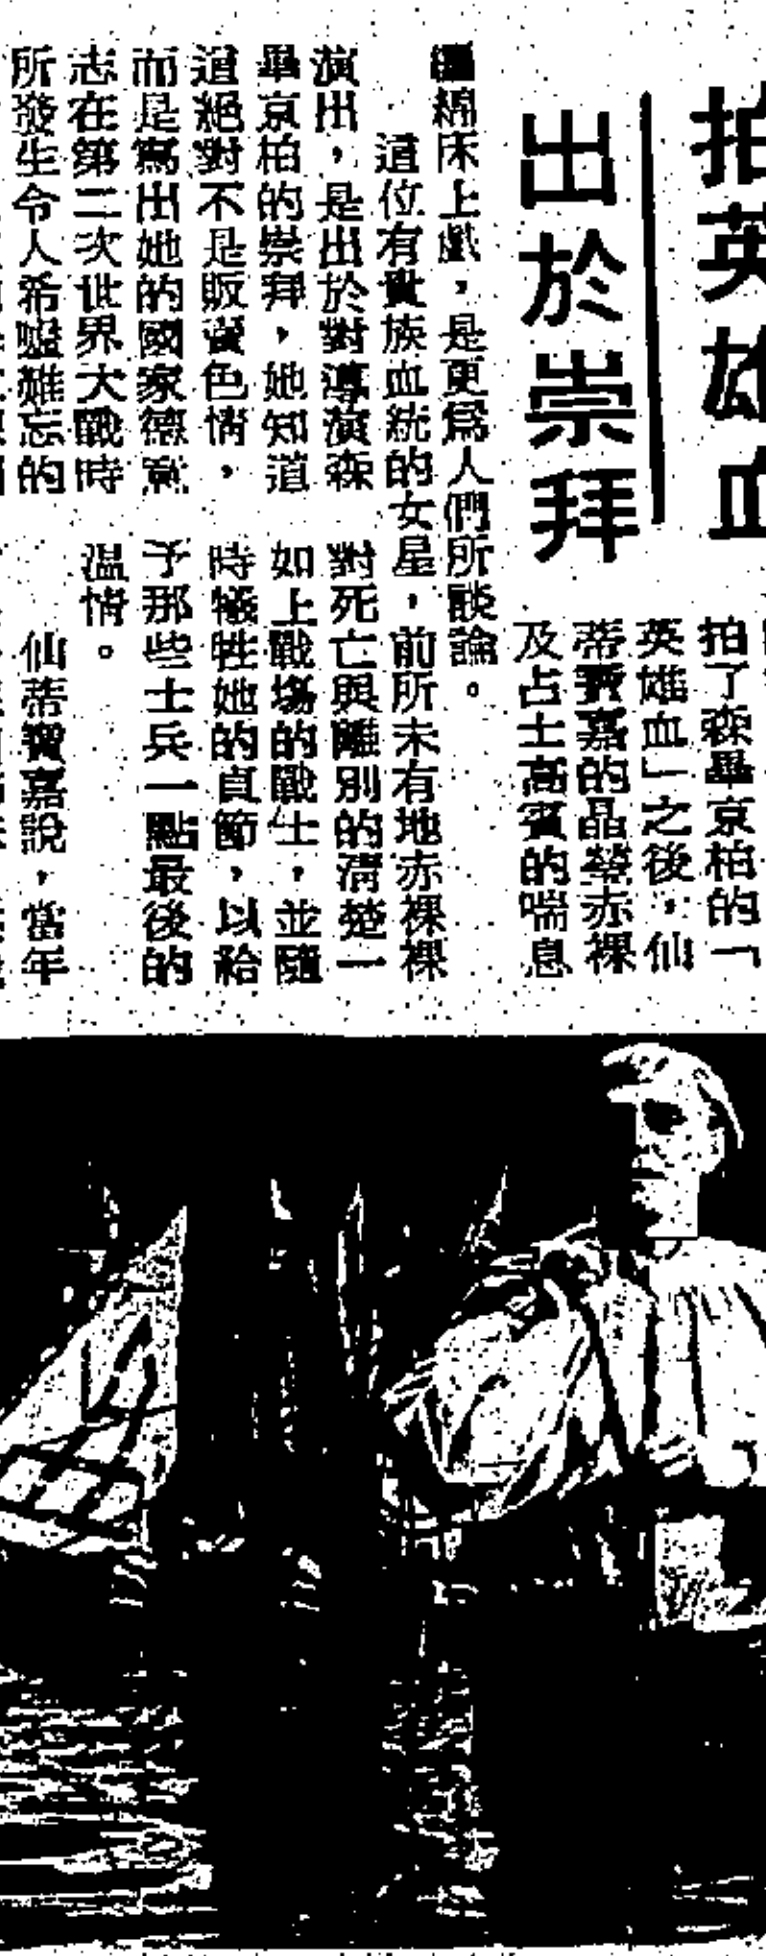 拍英雄血
出於崇拜
拍了森畢京柏的「
英雄血」之後，仙
蒂寶嘉的晶瑩赤裸
及占士高賓的喘息
綿床上戲，是更爲人們所談論。
這位有貴族血統的女星，前所未有地赤裸裸
演出，是出於對導演森
畢京柏的崇拜，她知道
這絕對不是販賣色情，
而是寫出她的國家德意
志在第二次世界大戰時
所發生令人希噓難忘的
對死亡與離別的清楚一
如上戰場的戰士，並隨
時犧牲她的貞節，以給
予那些士兵一點最後的
溫情。
仙蒂寶嘉說，當年